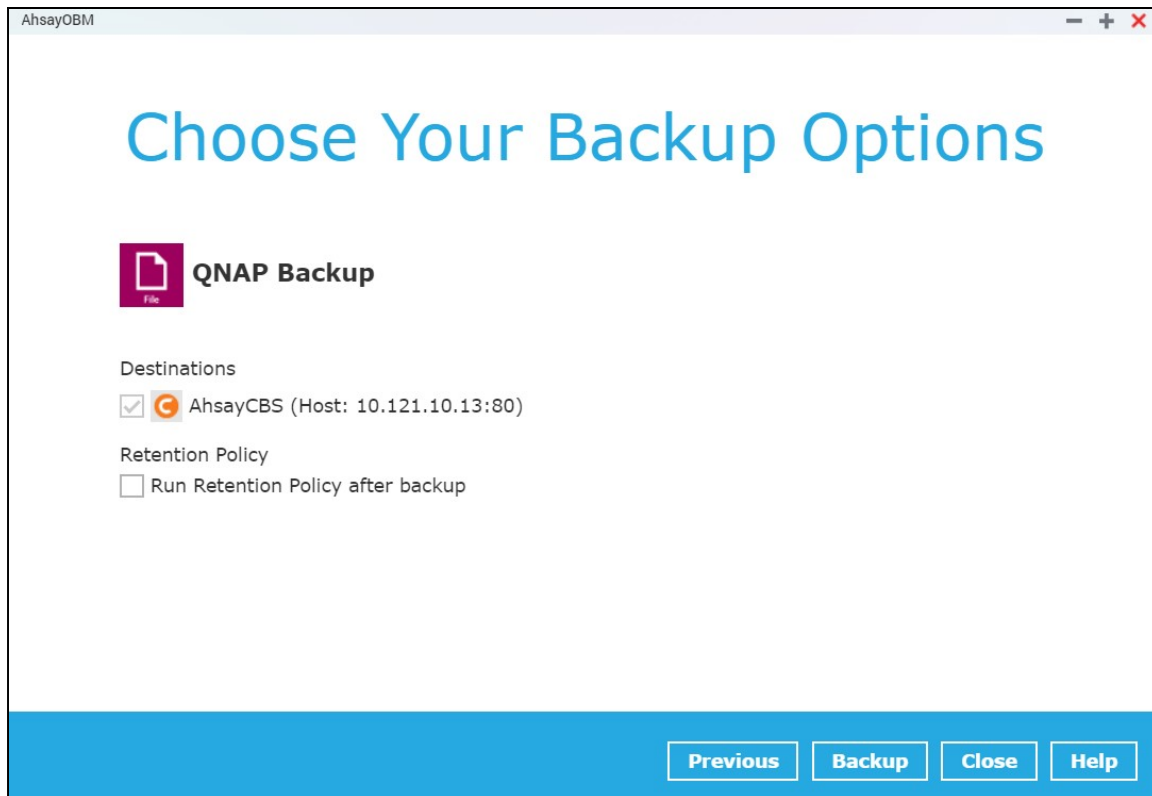 AhsayOBM
Choose Your Backup Options
File
QNAP Backup
Destinations
AhsayCBS (Host: 10.121.10.13:80)
Retention Policy
Run Retention Policy after backup
Previous Backup Close Help